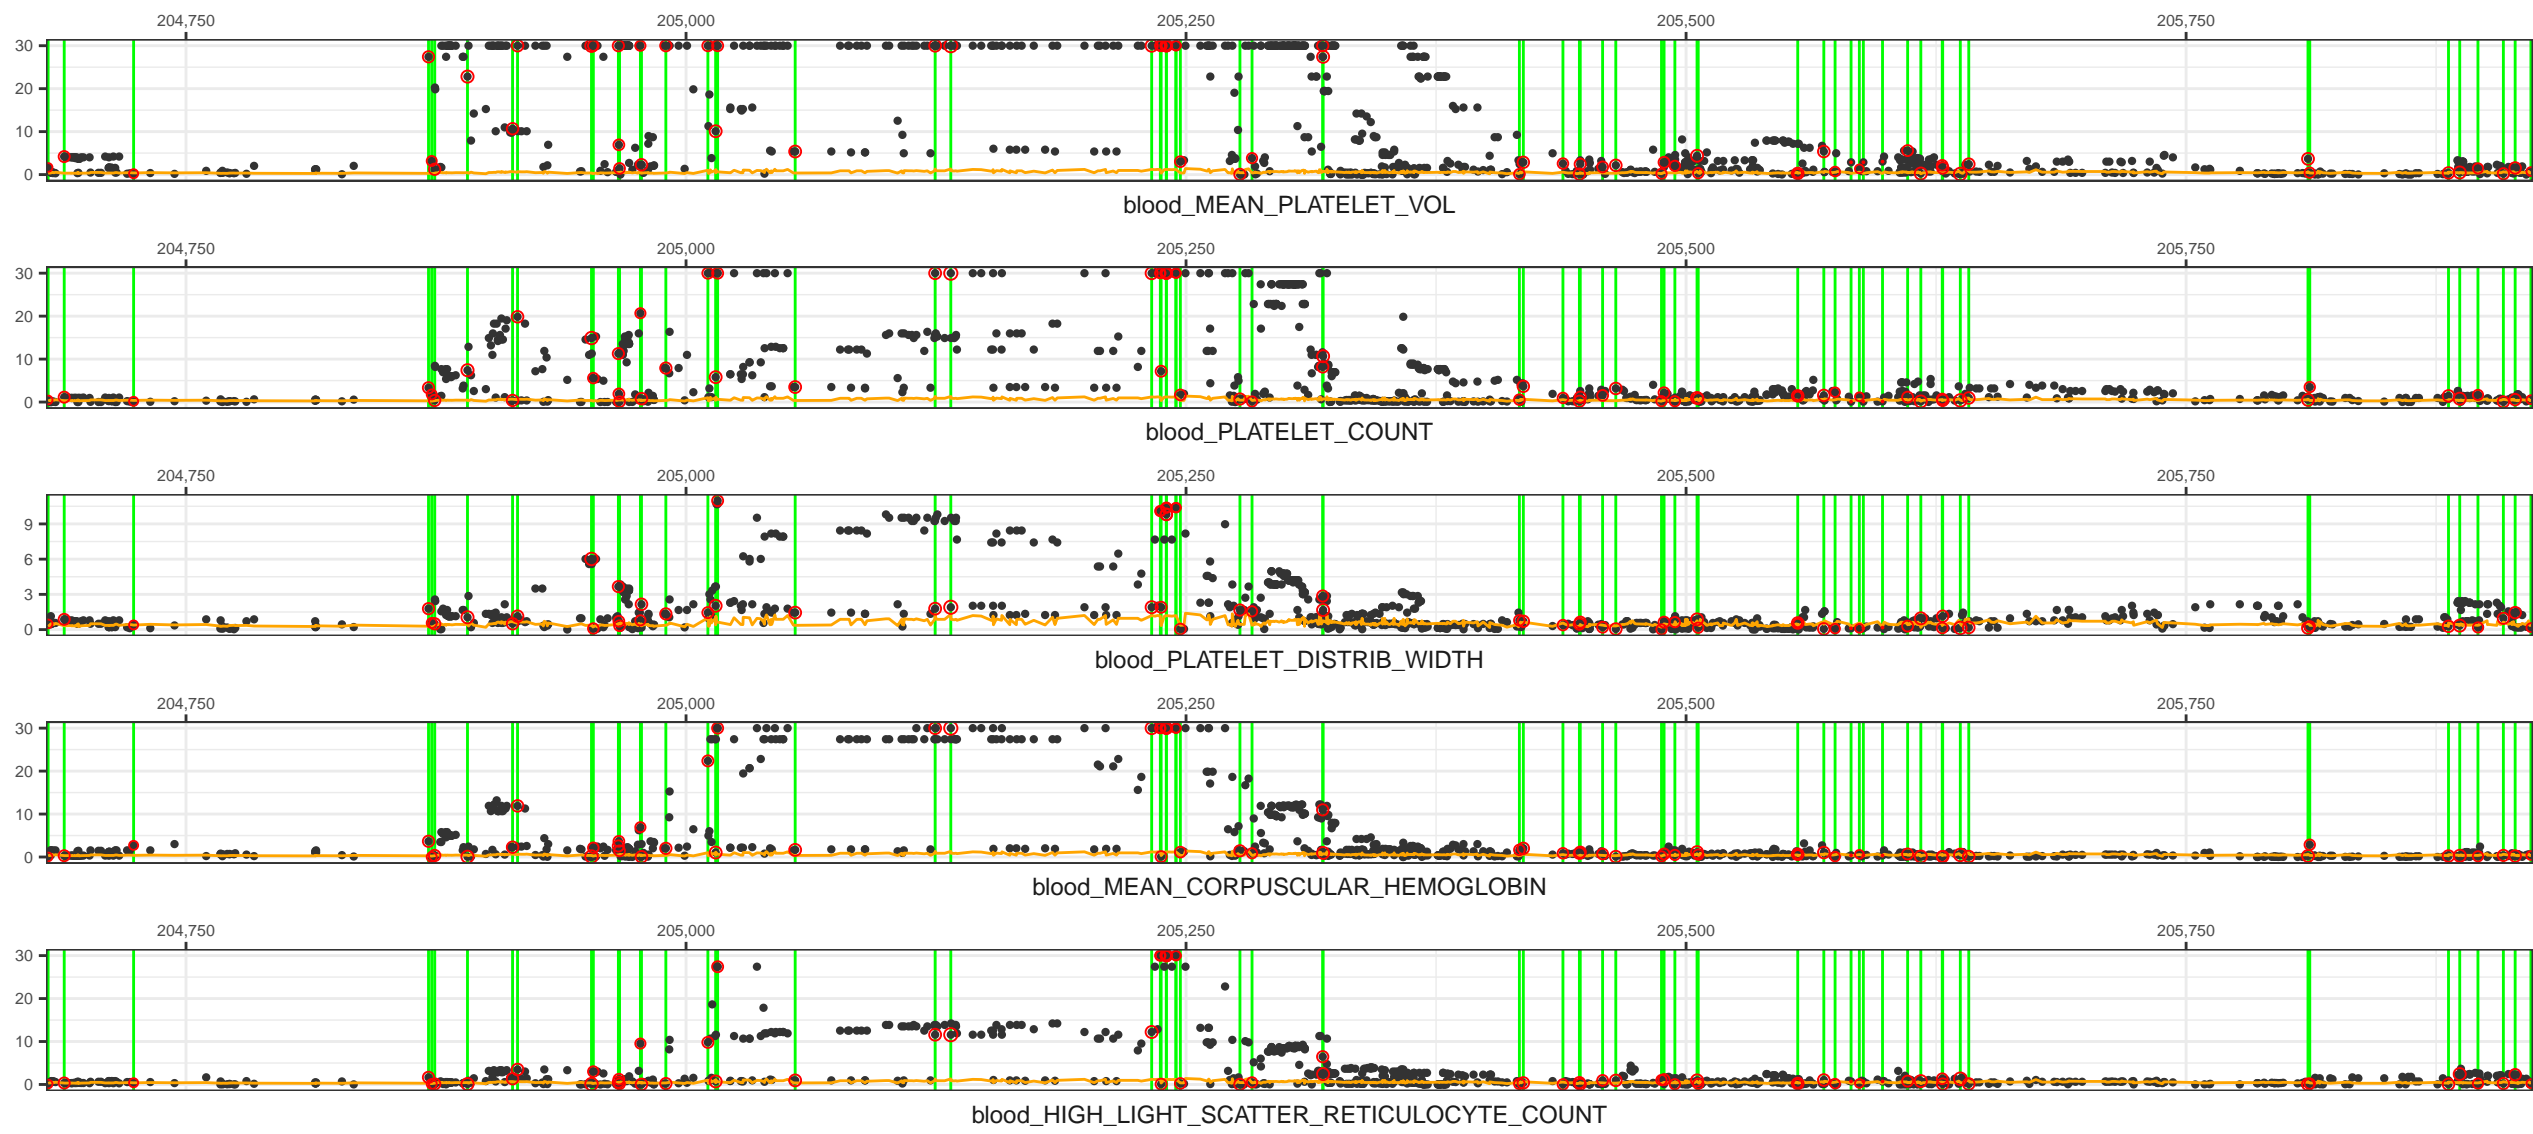 204,750 205,000 205,250 205,500 205,750
30
20
10
0
blood_MEAN_PLATELET_VOL
204,750 205,000 205,250 205,500 205,750
30
20
10
0
blood_PLATELET_COUNT
204,750 205,000 205,250 205,500 205,750
9
6
3
0
blood_PLATELET_DISTRIB_WIDTH
204,750 205,000 205,250 205,500 205,750
30
20
10
0
blood_MEAN_CORPUSCULAR_HEMOGLOBIN
204,750 205,000 205,250 205,500 205,750
30
20
10
0
blood_HIGH_LIGHT_SCATTER_RETICULOCYTE_COUNT